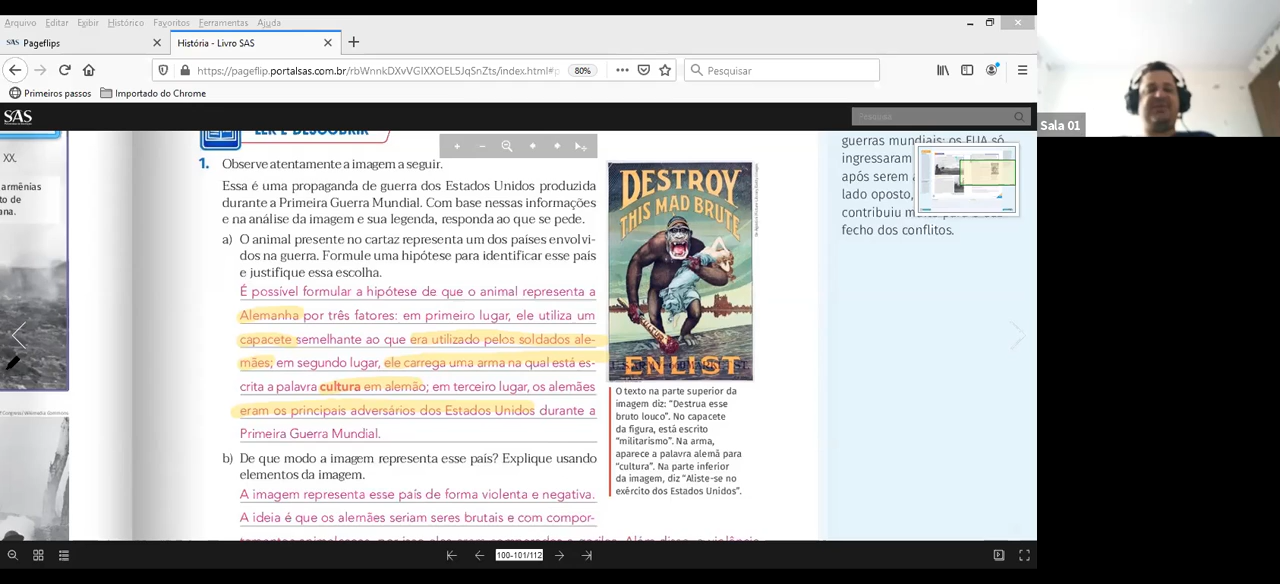 Arquivo Editar Exibir Histórico Favoritos Ferramentas Ajuda
SAS Pageflips
História - Livro SAS
https://pageflip.portalsas.com.br/rbWnnkDXvVGlXXOEL5JqSnZts/index.html#p
80%
Pesquisar
Primeiros passos Importado do Chrome
SAS
Pesquisa
Sala 01
LER E DESCOBRIR
XX.
armênias
to de
ana.
1. Observe atentamente a imagem a seguir.
Essa é uma propaganda de guerra dos Estados Unidos produzida
durante a Primeira Guerra Mundial. Com base nessas informações
e na análise da imagem e sua legenda, responda ao que se pede.
a) O animal presente no cartaz representa um dos países envolvi-
dos na guerra. Formule uma hipótese para identificar esse país
e justifique essa escolha.
É possível formular a hipótese de que o animal representa a
Alemanha por três fatores: em primeiro lugar, ele utiliza um
capacete semelhante ao que era utilizado pelos soldados ale-
mães; em segundo lugar, ele carrega uma arma na qual está es-
crita a palavra cultura em alemão; em terceiro lugar, os alemães
eram os principais adversários dos Estados Unidos durante a
Primeira Guerra Mundial.
b) De que modo a imagem representa esse país? Explique usando
elementos da imagem.
A imagem representa esse país de forma violenta e negativa.
A ideia é que os alemães seriam seres brutais e com compor-
DESTROY
THIS MAD BRUTE
KULTUR
ENLIST
O texto na parte superior da
imagem diz: “Destrua esse
bruto louco”. No capacete
da figura, está escrito
“militarismo”. Na arma,
aparece a palavra alemã para
“cultura”. Na parte inferior
da imagem, diz “Aliste-se no
exército dos Estados Unidos”.
guerras mundiais: os EUA só
ingressaram
após serem
lado oposto,
contribuiu
fecho dos conflitos.
100-101/112